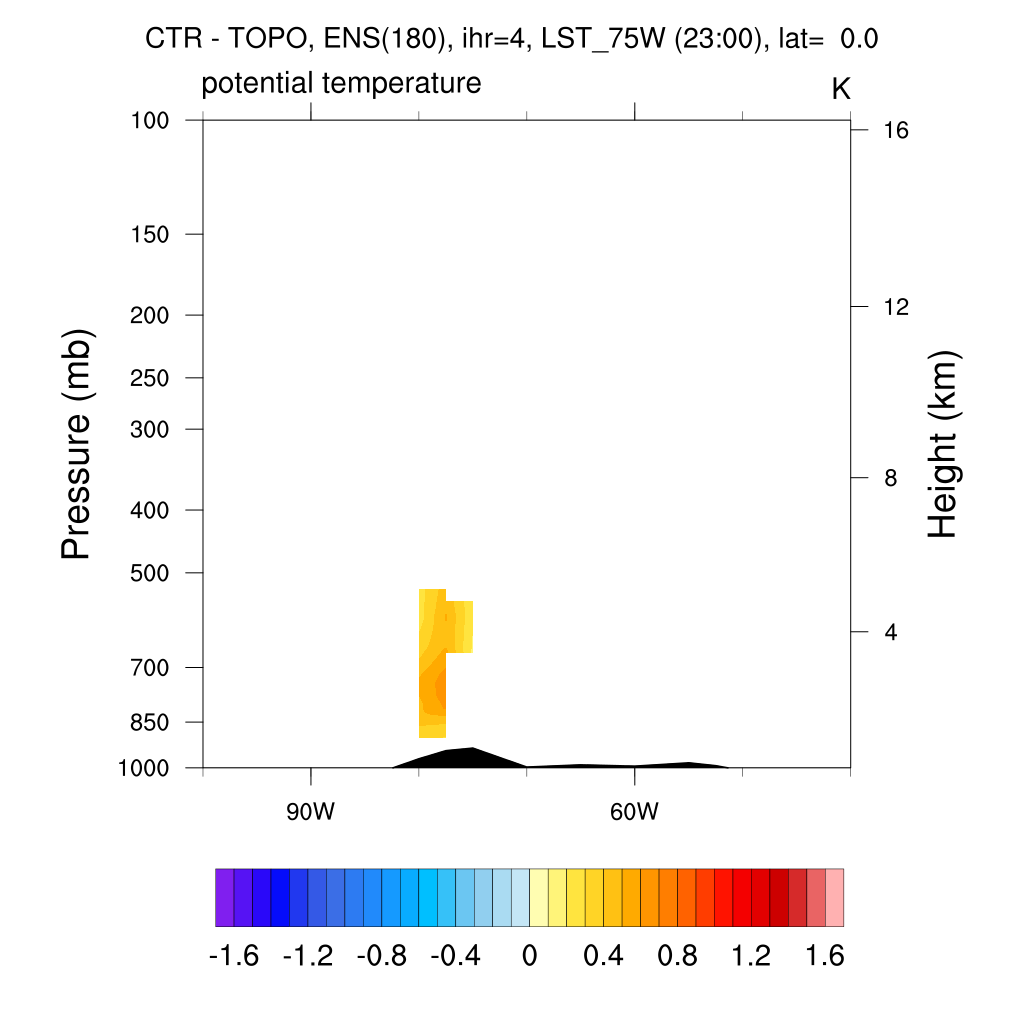 CTR - TOPO, ENS(180), ihr=4, LST_75W (23:00), lat=  0.0
potential temperature
K
100
150
200
250
300
400
500
700
850
1000
Pressure (mb)
16
12
8
4
Height (km)
90W
60W
-1.6 -1.2 -0.8 -0.4 0 0.4 0.8 1.2 1.6